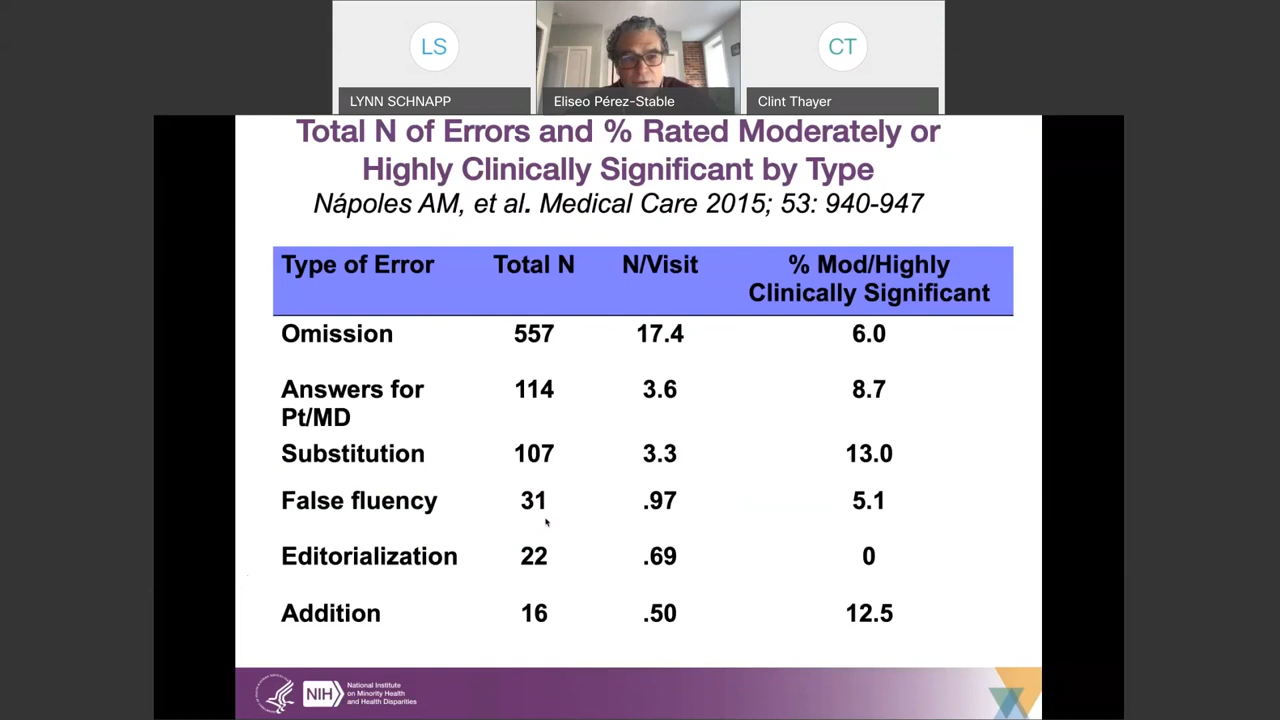 LS
CT
LYNN SCHNAPP
Eliseo Pérez-Stable
Clint Thayer
Total N of Errors and % Rated Moderately or
Highly Clinically Significant by Type
Nápoles AM, et al. Medical Care 2015; 53: 940-947
Type of Error Total N N/Visit % Mod/Highly
Clinically Significant
Omission 557 17.4 6.0
Answers for 114 3.6 8.7
Pt/MD
Substitution 107 3.3 13.0
False fluency 31 .97 5.1
Editorialization 22 .69 0
Addition 16 .50 12.5
NIH
National Institute
on Minority Health
and Health Disparities